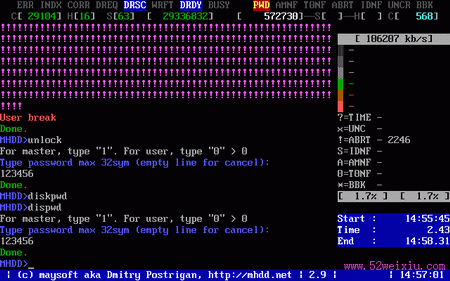 ERR INDX CORR DREQ DRSC WRFT DRDY BUSY PWD AMNF T0NF ABRT IDNF UNCR BBK
C[ 29104] H[16] S[63] [ 29336832] [ 572730]—S[ ]—H[ ] C[ 568]
!!!!!!!!!!!!!!!!!!!!!!!!!!!!!!!!!!!!!!!!!!!!!!!!
[ 106207 kb/s]
!!!!
User break
Done.
MHDD>unlock
For master, type "1". For user, type "0" > 0
Type password max 32sym (empty line for cancel):
123456
Done.
MHDD>diskpwd
MHDD>dispwd
For master, type "1". For user, type "0" > 0
Type password max 32sym (empty line for cancel):
123456
Done.
MHDD>_
?=TIME -
x=UNC -
!=ABRT - 2246
S=IDNF -
A=AMNF -
0=T0NF -
*=BBK -
[ 1.7% ] [ 1.7% ]
Start : 14:55:45
Time : 2.43
End : 14:58.31
www.52weixiu.com
| (c) maysoft aka Dmitry Postrigan, http://mhdd.net | 2.9 | | 14:57:01